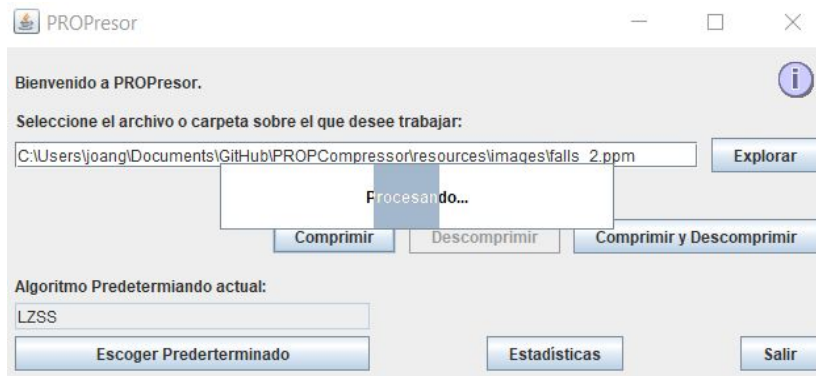 PROPresor
Bienvenido a PROPresor.
Seleccione el archivo o carpeta sobre el que desee trabajar:
C:\Users\joang\Documents\GitHub\PROPCompressor\resources\images\falls_2.ppm
Explorar
Procesando...
Comprimir
Descomprimir
Comprimir y Descomprimir
Algoritmo Predetermiando actual:
LZSS
Escoger Prederterminado
Estadísticas
Salir